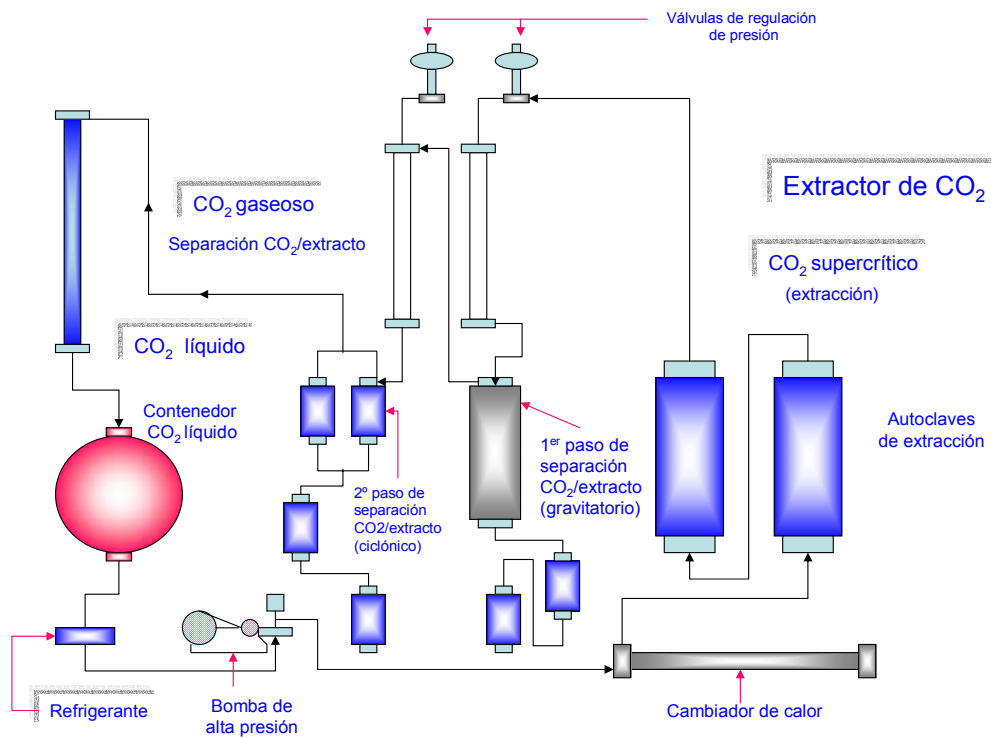 Válvulas de regulación
de presión
Extractor de CO₂
CO₂ gaseoso
Separación CO₂/extracto
CO₂ supercrítico
(extracción)
CO₂ líquido
Contenedor
CO₂ líquido
Autoclaves
de extracción
1er paso de
separación
CO₂/extracto
(gravitatorio)
2º paso de
separación
CO2/extracto
(ciclónico)
Refrigerante
Bomba de
alta presión
Cambiador de calor